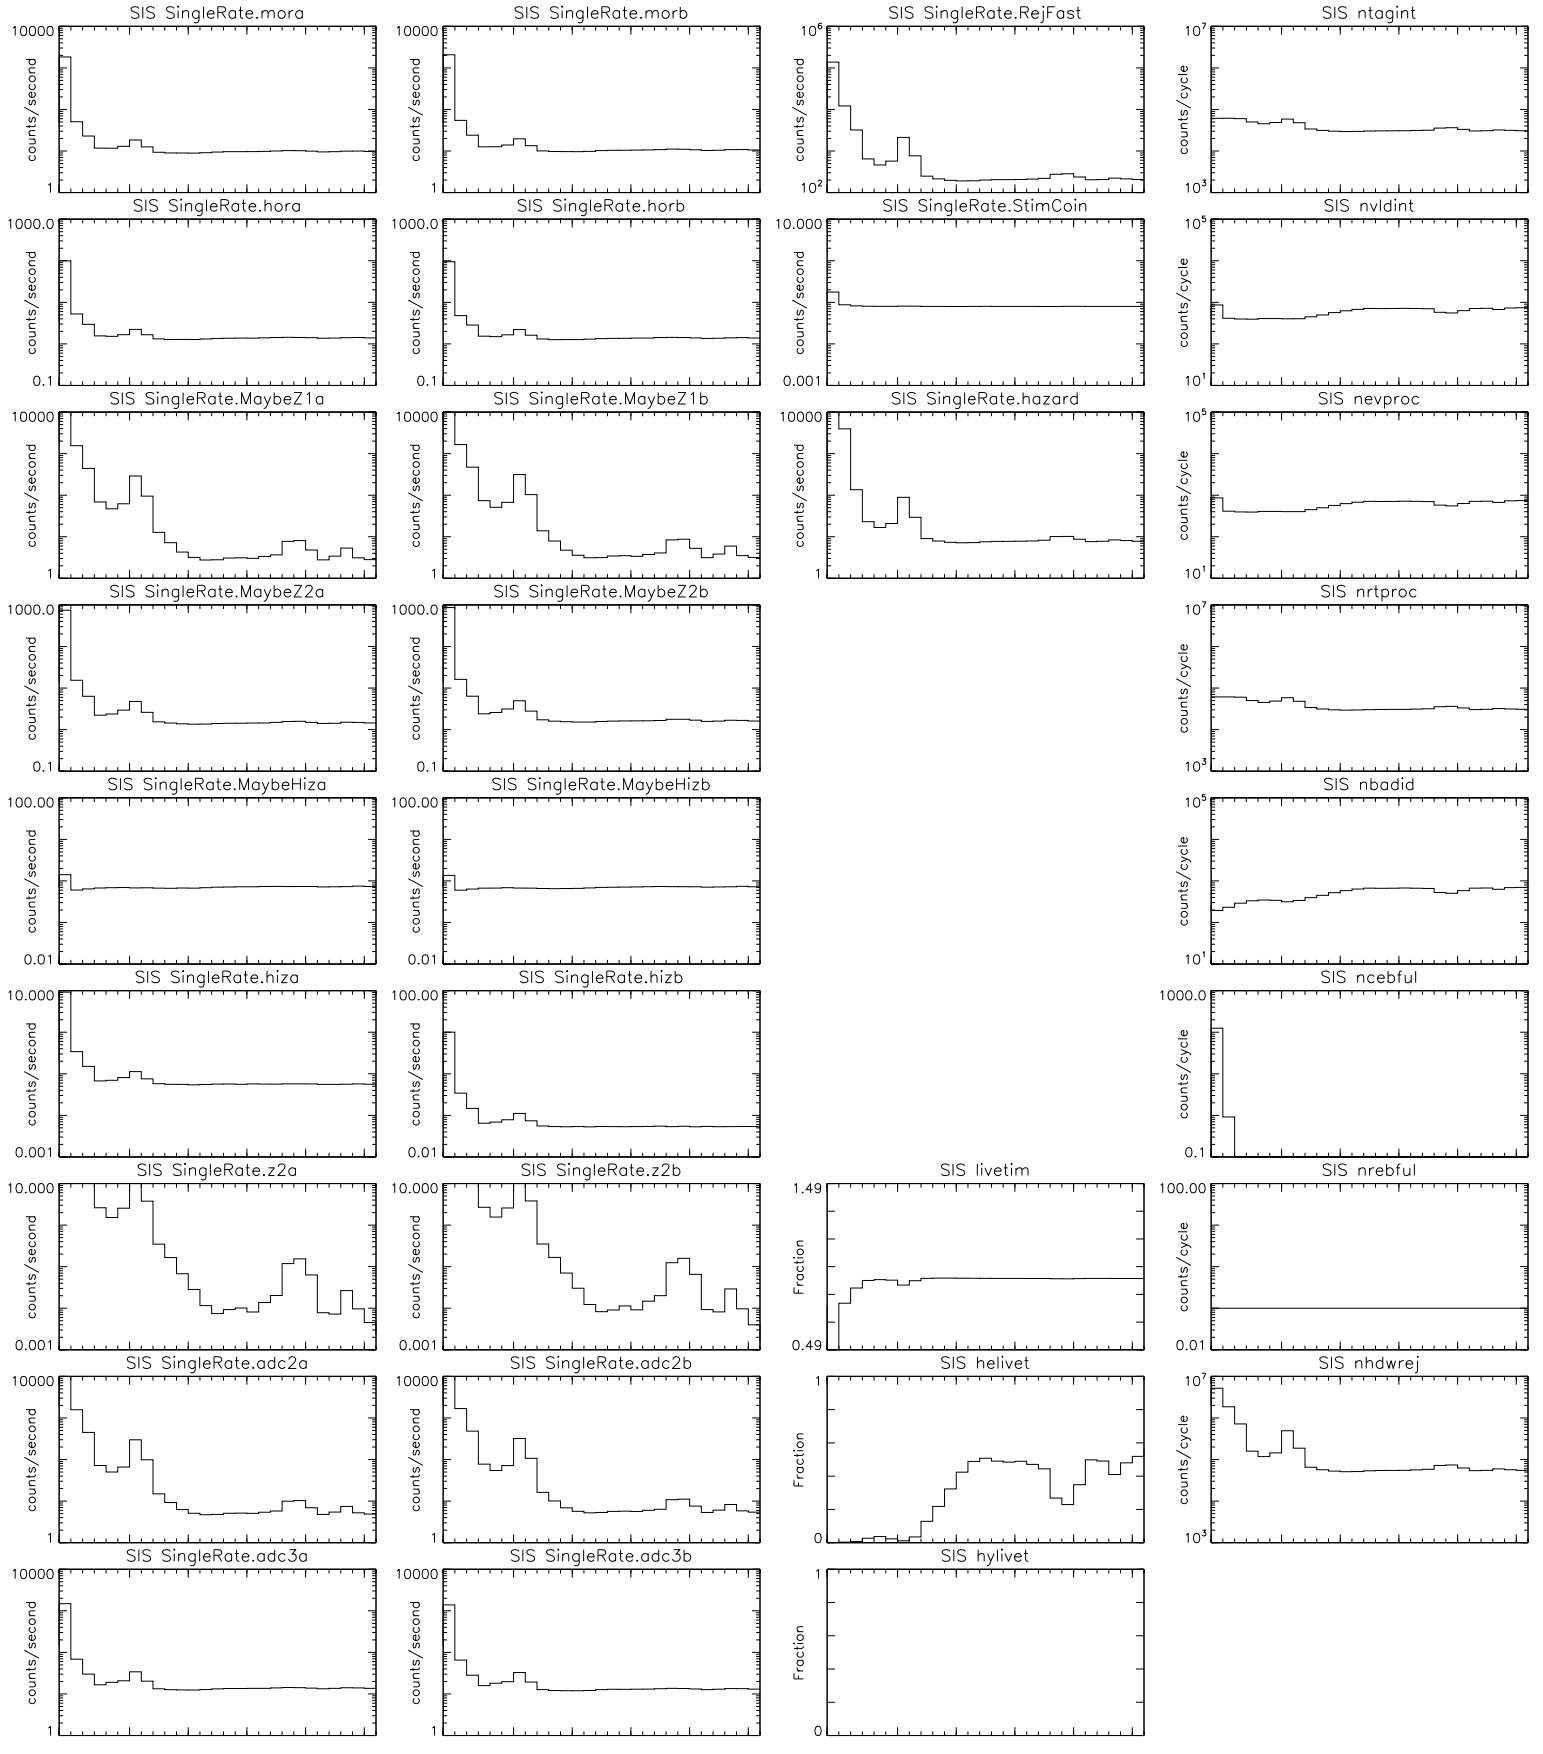 SIS SingleRate.mora
10000
counts/second
1
SIS SingleRate.morb
10000
counts/second
1
SIS SingleRate.RejFast
10^6
counts/second
10^2
SIS ntagint
10^7
counts/cycle
10^3
SIS SingleRate.hora
1000.0
counts/second
0.1
SIS SingleRate.horb
1000.0
counts/second
0.1
SIS SingleRate.StimCoin
10.000
counts/second
0.001
SIS nvldint
10^5
counts/cycle
10^1
SIS SingleRate.MaybeZ1a
10000
counts/second
1
SIS SingleRate.MaybeZ1b
10000
counts/second
1
SIS SingleRate.hazard
10000
counts/second
1
SIS nevproc
10^5
counts/cycle
10^1
SIS SingleRate.MaybeZ2a
1000.0
counts/second
0.1
SIS SingleRate.MaybeZ2b
1000.0
counts/second
0.1
SIS nrtproc
10^7
counts/cycle
10^3
SIS SingleRate.MaybeHiza
100.00
counts/second
0.01
SIS SingleRate.MaybeHizb
100.00
counts/second
0.01
SIS nbadid
10^5
counts/cycle
10^1
SIS SingleRate.hiza
10.000
counts/second
0.001
SIS SingleRate.hizb
100.00
counts/second
0.01
SIS ncebful
1000.0
counts/cycle
0.1
SIS SingleRate.z2a
10.000
counts/second
0.001
SIS SingleRate.z2b
10.000
counts/second
0.001
SIS livetim
1.49
Fraction
0.49
SIS nrebful
100.00
counts/cycle
0.01
SIS SingleRate.adc2a
10000
counts/second
1
SIS SingleRate.adc2b
10000
counts/second
1
SIS helivet
1
Fraction
0
SIS nhdwrej
10^7
counts/cycle
10^3
SIS SingleRate.adc3a
10000
counts/second
1
SIS SingleRate.adc3b
10000
counts/second
1
SIS hylivet
1
Fraction
0